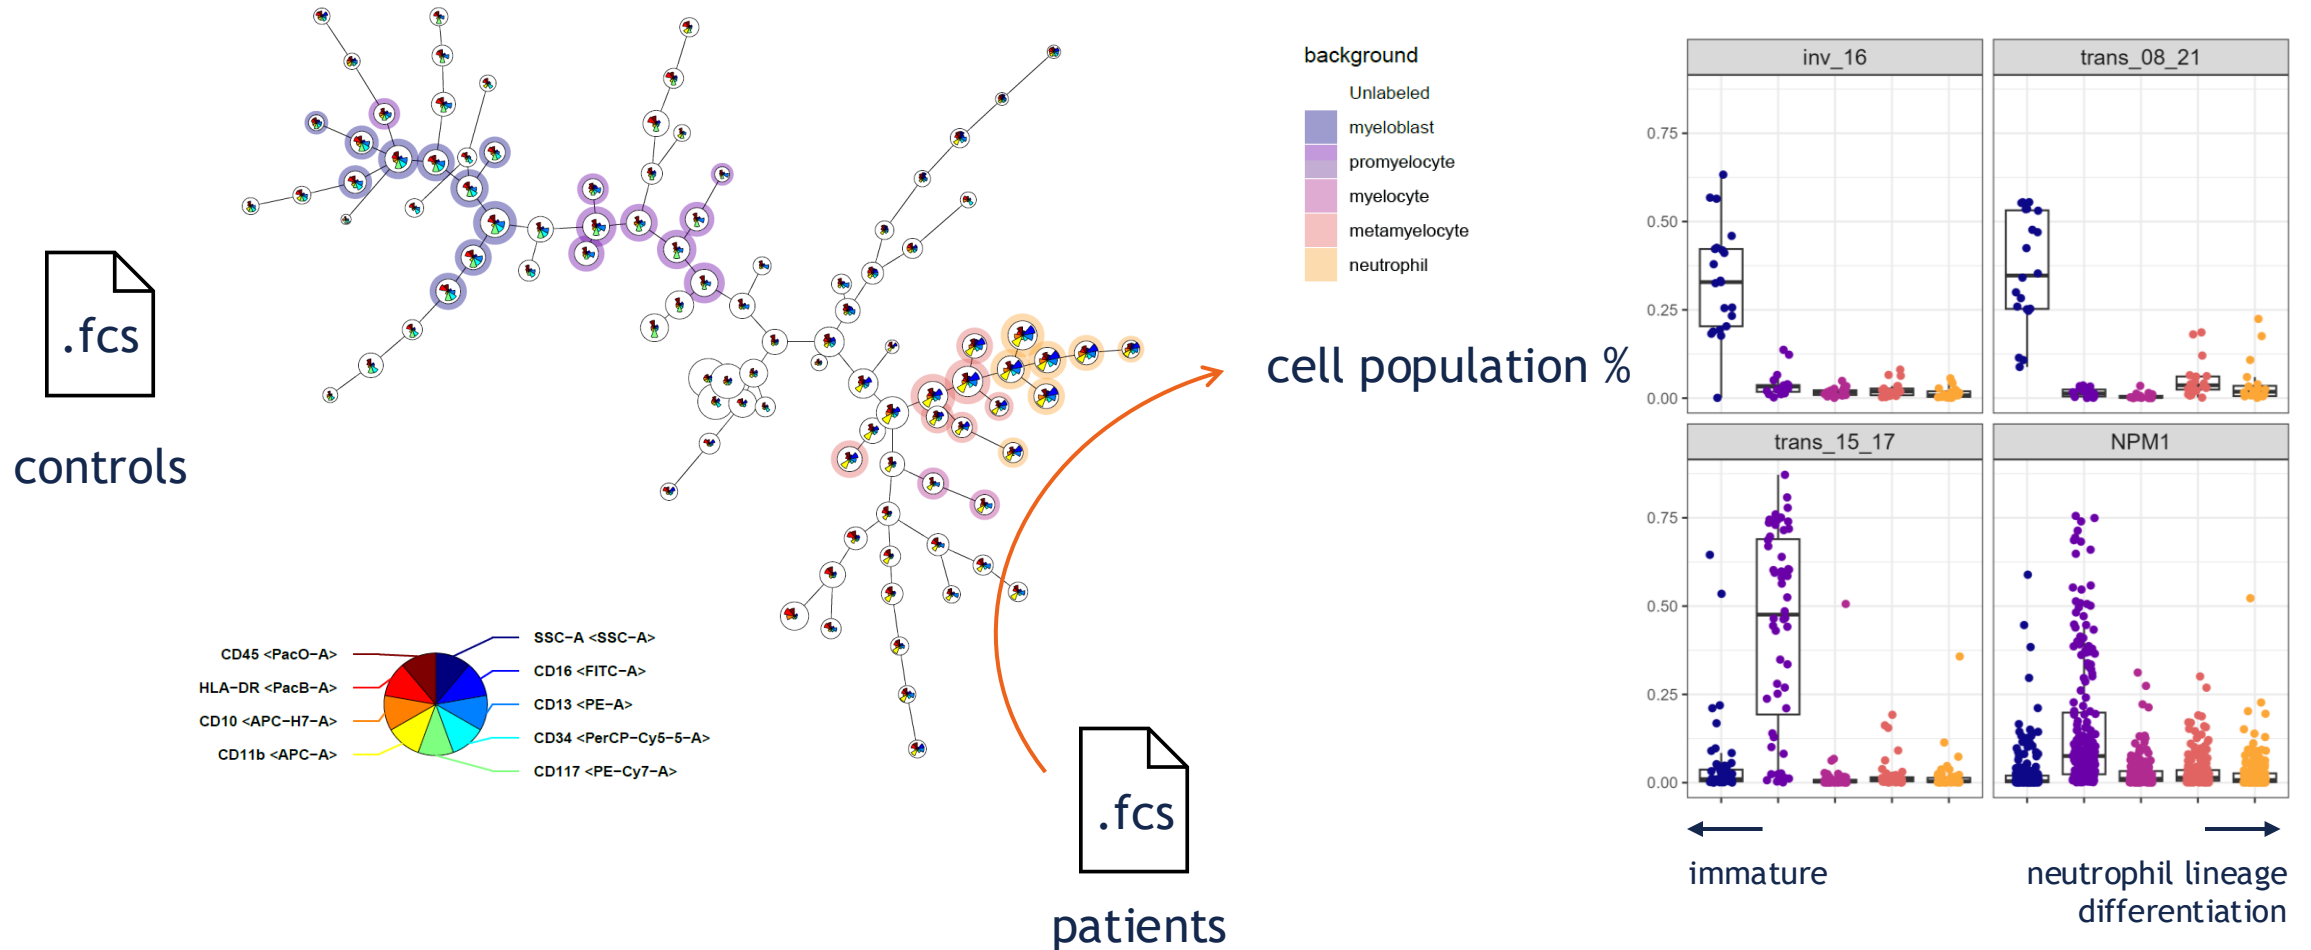 .fcs
controls
CD45 <PacO−A>
HLA−DR <PacB−A>
CD10 <APC−H7−A>
CD11b <APC−A>
SSC−A <SSC−A>
CD16 <FITC−A>
CD13 <PE−A>
CD34 <PerCP−Cy5−5−A>
CD117 <PE−Cy7−A>
.fcs
patients
background
Unlabeled
myeloblast
promyelocyte
myelocyte
metamyelocyte
neutrophil
cell population %
inv_16
trans_08_21
0.75
0.50
0.25
0.00
trans_15_17
NPM1
0.75
0.50
0.25
0.00
immature
neutrophil lineage
differentiation